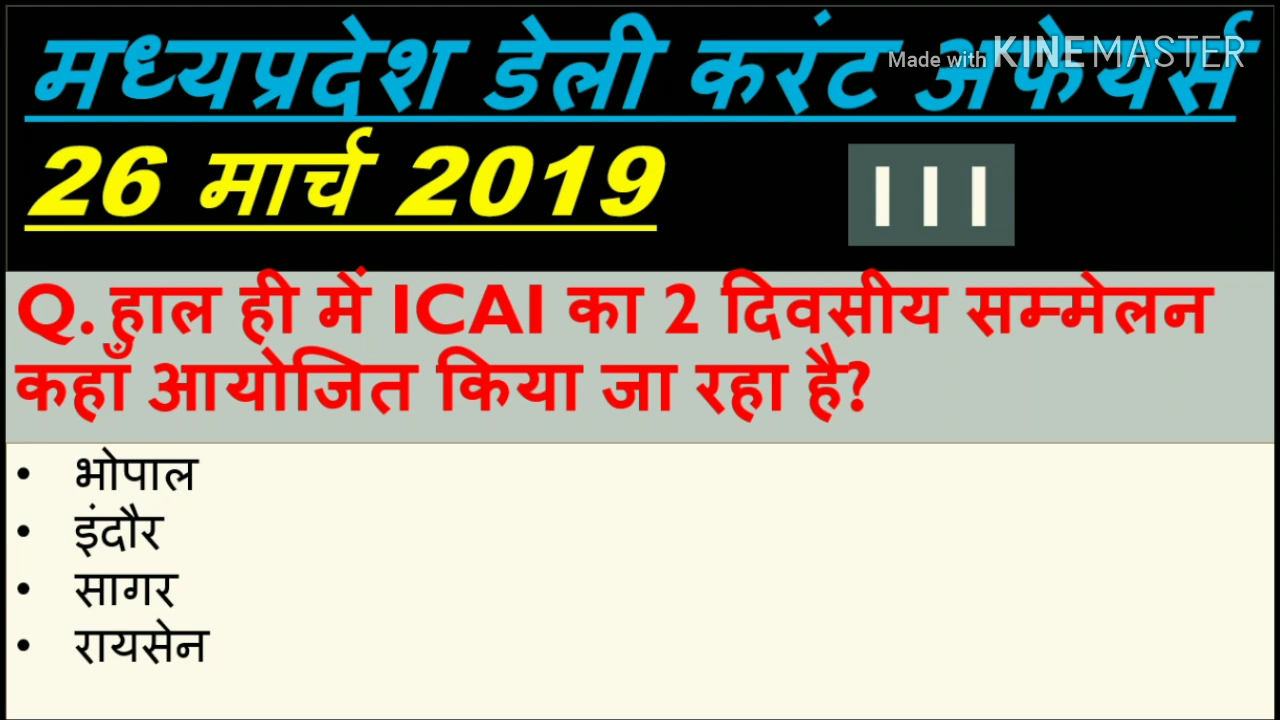 मध्यप्रदेश डेली करंट अफेयर्स
Made with KINEMASTER
26 मार्च 2019
Q. हाल ही में ICAI का 2 दिवसीय सम्मेलन
कहाँ आयोजित किया जा रहा है?
• भोपाल
• इंदौर
• सागर
• रायसेन